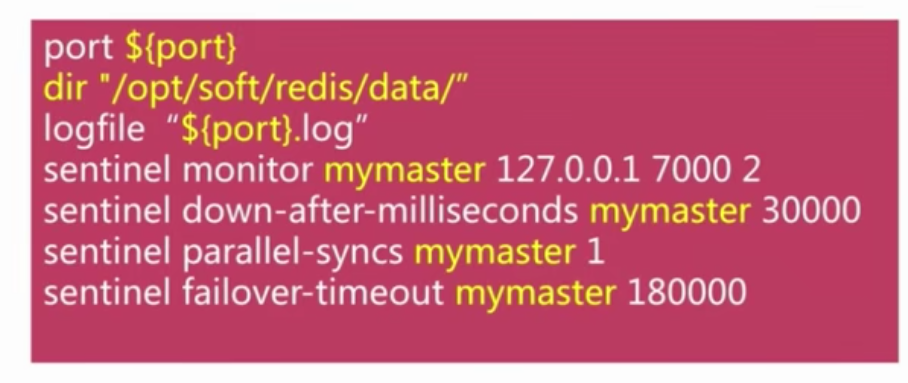 port ${port}
dir "/opt/soft/redis/data/”
logfile “${port}.log”
sentinel monitor mymaster 127.0.0.1 7000 2
sentinel down-after-milliseconds mymaster 30000
sentinel parallel-syncs mymaster 1
sentinel failover-timeout mymaster 180000